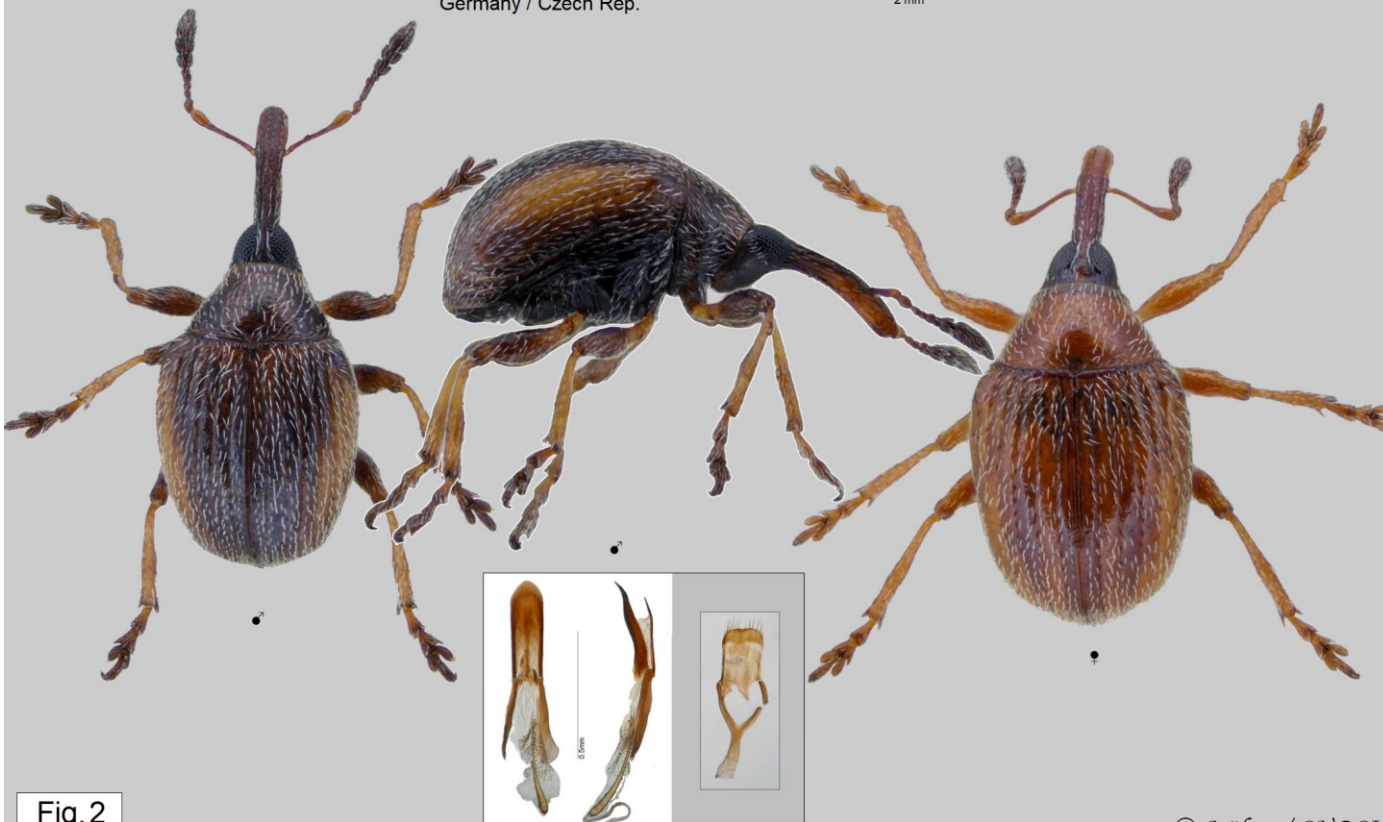 Germany / Czech Rep.
2 mm
♂
♂
♀
0.5mm
Fig. 2